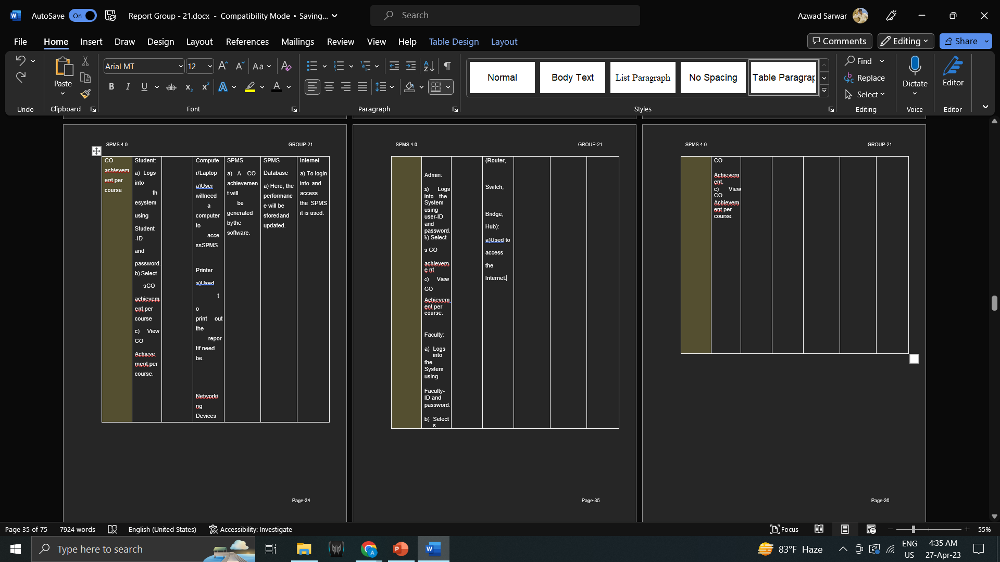 AutoSave On Report Group - 21.docx - Compatibility Mode • Saving... Search Azwad Sarwar
File Home Insert Draw Design Layout References Mailings Review View Help Table Design Layout Comments Editing Share
Arial MT 12
Paste
Normal Body Text List Paragraph No Spacing Table Paragrap
Find
Replace
Select
Dictate
Editor
Undo Clipboard Font Paragraph Styles Editing Voice Editor
SPMS 4.0 GROUP-21
CO
achievem
ent per
course
Student:
a) Logs
into
th
esystem
using
Student
-ID
and
password.
b) Select
sCO
achievem
ent per
course
c) View
CO
Achieve
ment per
course.
Compute
r/Laptop
a)User
willneed
a
computer
to
acce
ssSPMS
Printer
a)Used
t
o
print out
the
repor
tif need
be.
Networki
ng
Devices
SPMS
a) A CO
achievemen
t will
be
generated
bythe
software.
SPMS
Database
a) Here, the
performanc
e will be
storedand
updated.
Internet
a) To login
into and
access
the SPMS
it is used.
Page-34
SPMS 4.0 GROUP-21
Admin:
a) Logs
into the
System
using
user-ID
and
password.
b) Select
s CO
achievem
e nt
c) View
CO
Achievem
ent per
course.
Faculty:
a) Logs
into
the
System
using
Faculty-
ID and
password.
b) Select
s
(Router,
Switch,
Bridge,
Hub):
a)Used to
access
the
Internet.
Page-35
SPMS 4.0 GROUP-21
CO
Achievem
ent.
c) View
CO
Achievem
ent per
course.
Page-36
Page 35 of 75 7924 words English (United States) Accessibility: Investigate Focus 55%
Type here to search 83°F Haze ENG US 4:35 AM 27-Apr-23